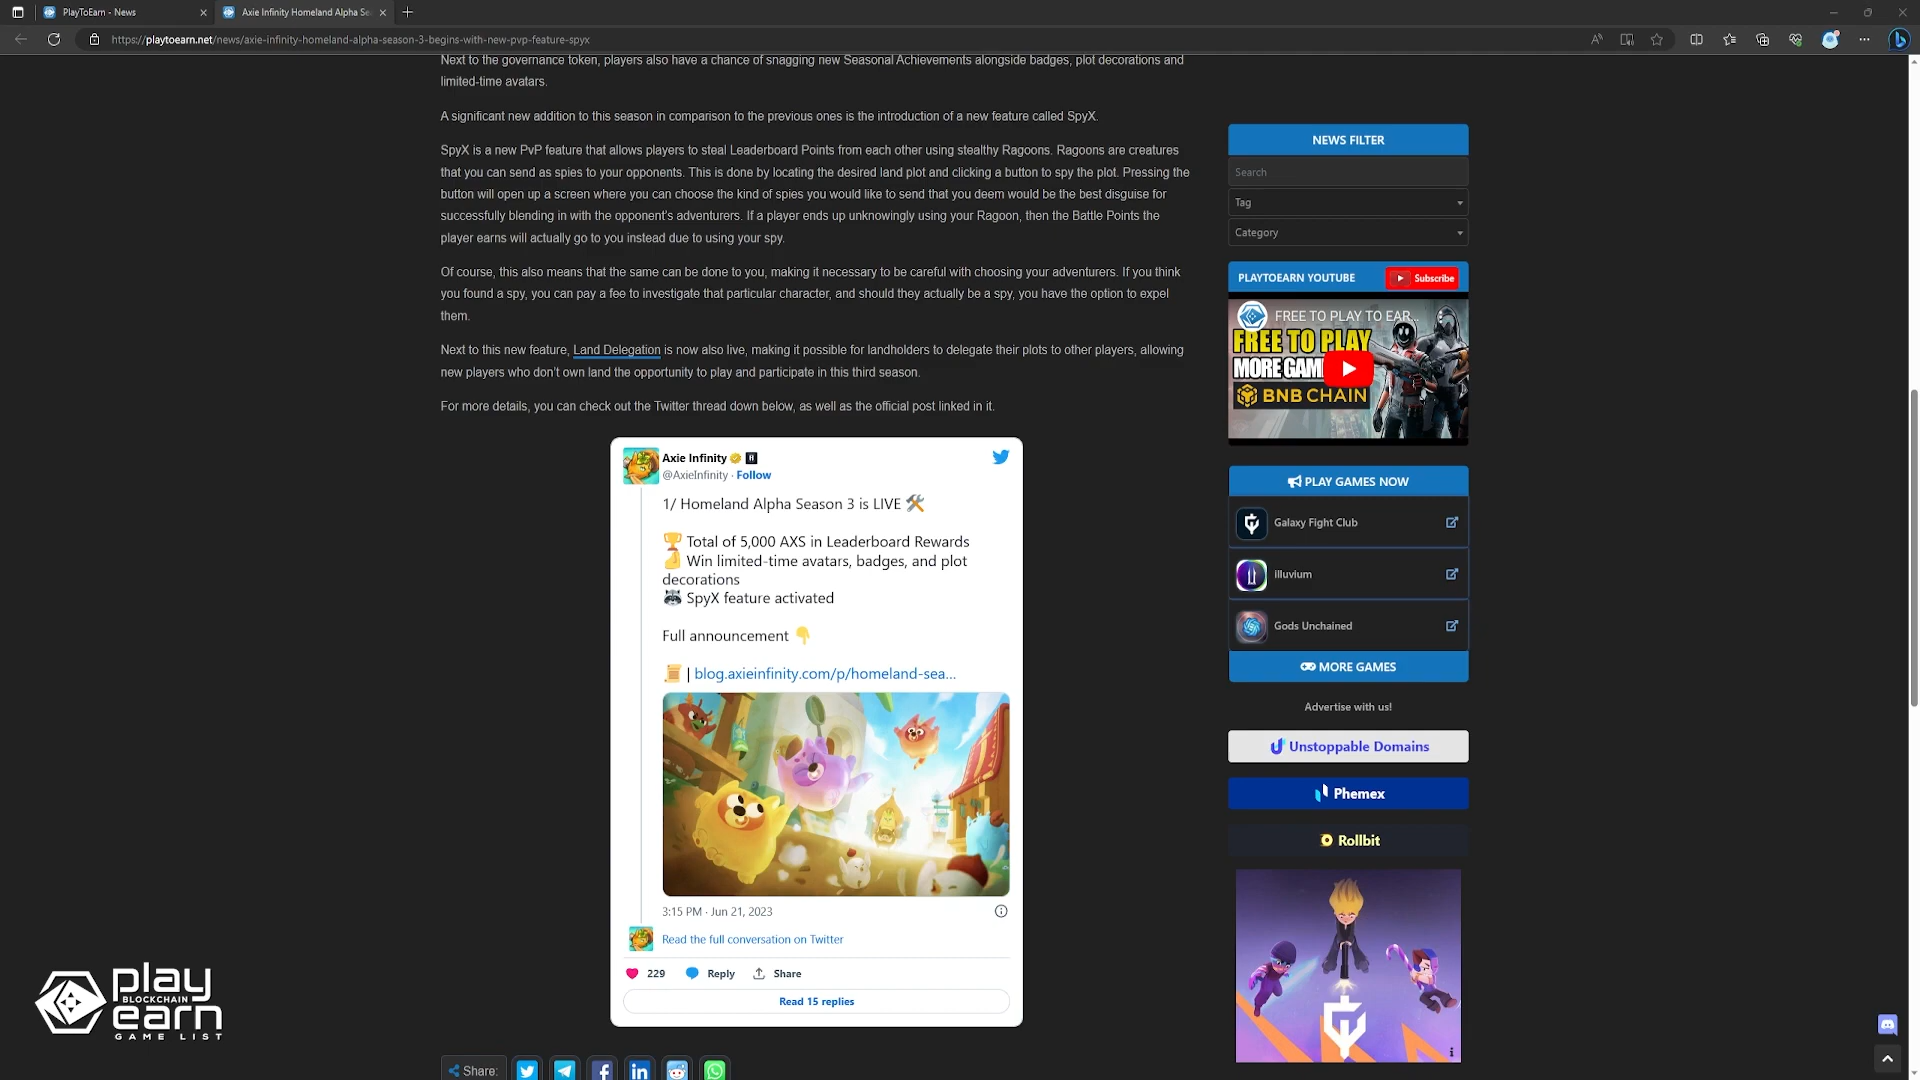 PlayToEarn - News
Axie Infinity Homeland Alpha Se
https://playtoearn.net/news/axie-infinity-homeland-alpha-season-3-begins-with-new-pvp-feature-spyx
Next to the governance token, players also have a chance of snagging new Seasonal Achievements alongside badges, plot decorations and
limited-time avatars.
A significant new addition to this season in comparison to the previous ones is the introduction of a new feature called SpyX.
SpyX is a new PvP feature that allows players to steal Leaderboard Points from each other using stealthy Ragoons. Ragoons are creatures
that you can send as spies to your opponents. This is done by locating the desired land plot and clicking a button to spy the plot. Pressing the
button will open up a screen where you can choose the kind of spies you would like to send that you deem would be the best disguise for
successfully blending in with the opponent's adventurers. If a player ends up unknowingly using your Ragoon, then the Battle Points the
player earns will actually go to you instead due to using your spy.
Of course, this also means that the same can be done to you, making it necessary to be careful with choosing your adventurers. If you think
you found a spy, you can pay a fee to investigate that particular character, and should they actually be a spy, you have the option to expel
them.
Next to this new feature, Land Delegation is now also live, making it possible for landholders to delegate their plots to other players, allowing
new players who don't own land the opportunity to play and participate in this third season.
For more details, you can check out the Twitter thread down below, as well as the official post linked in it.
Axie Infinity
@AxieInfinity · Follow
1/ Homeland Alpha Season 3 is LIVE 🛠
🏆 Total of 5,000 AXS in Leaderboard Rewards
Win limited-time avatars, badges, and plot
decorations
🦝 SpyX feature activated
Full announcement 👇
📜 | blog.axieinfinity.com/p/homeland-sea…
3:15 PM · Jun 21, 2023
Read the full conversation on Twitter
229 Reply Share
Read 15 replies
Share:
NEWS FILTER
Search
Tag
Category
PLAYTOEARN YOUTUBE Subscribe
FREE TO PLAY TO EAR...
FREE TO PLAY
MORE GAM
BNB CHAIN
PLAY GAMES NOW
Galaxy Fight Club
illuvium
Gods Unchained
MORE GAMES
Advertise with us!
Unstoppable Domains
Phemex
Rollbit
play
BLOCKCHAIN
earn
GAME LIST